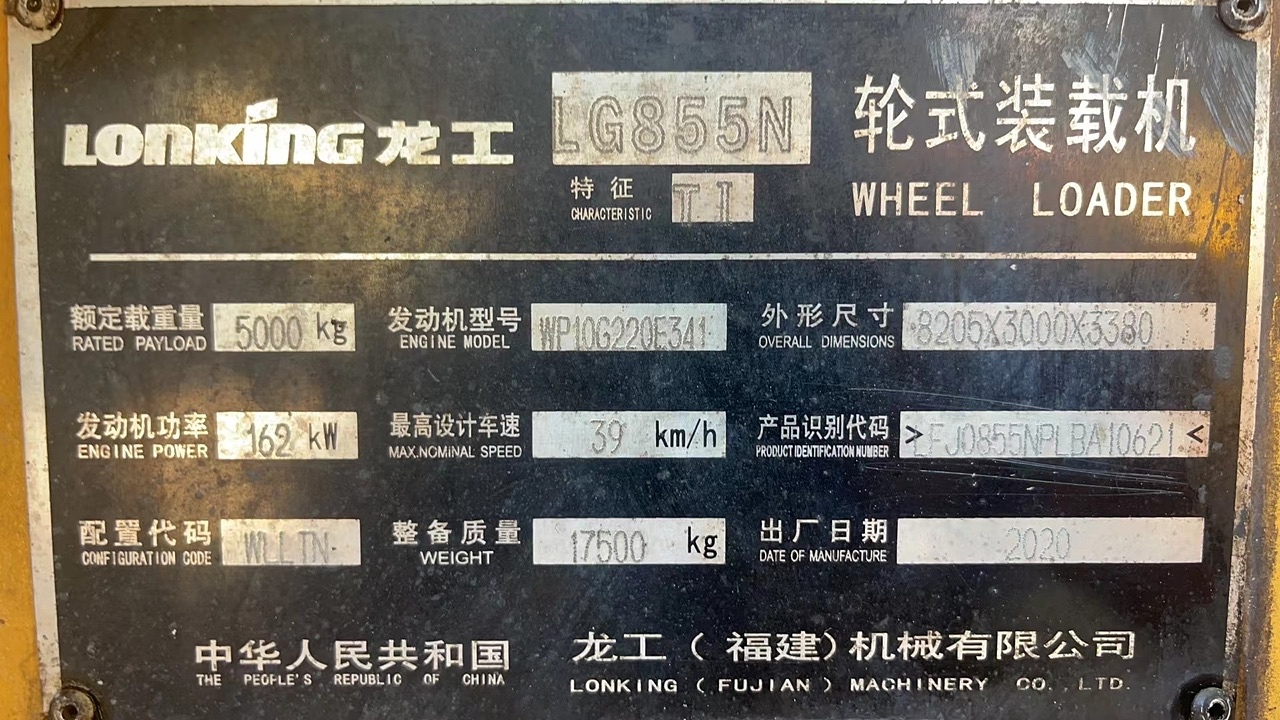 LONKING 龙工 LG855N 轮式装载机
特征 TI
CHARACTERISTIC
WHEEL LOADER
额定载重量 5000 kg 发动机型号 WP10G220E341 外形尺寸 8205X3000X3380
RATED PAYLOAD ENGINE MODEL OVERALL DIMENSIONS
发动机功率 162 kW 最高设计车速 39 km/h 产品识别代码
ENGINE POWER MAX.NOMINAL SPEED PRODUCT IDENTIFICATION NUMBER
配置代码 整备质量 17500 kg 出厂日期 2020
CONFIGURATION CODE WEIGHT DATE OF MANUFACTURE
中华人民共和国 龙工(福建)机械有限公司
THE PEOPLE'S REPUBLIC OF CHINA LONKING (FUJIAN) MACHINERY CO., LTD.